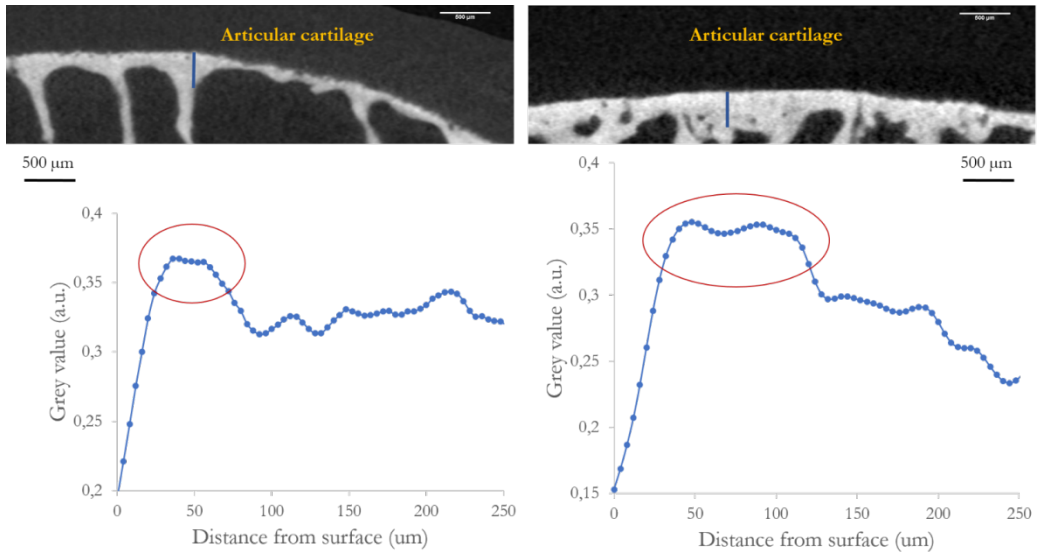 500 μm
Articular cartilage
500 μm
Articular cartilage
500 μm
500 μm
0,4
0,35
0,3
0,25
0,2
Grey value (a.u.)
0 50 100 150 200 250
Distance from surface (um)
0,4
0,35
0,3
0,25
0,2
0,15
Grey value (a.u.)
0 50 100 150 200 250
Distance from surface (um)